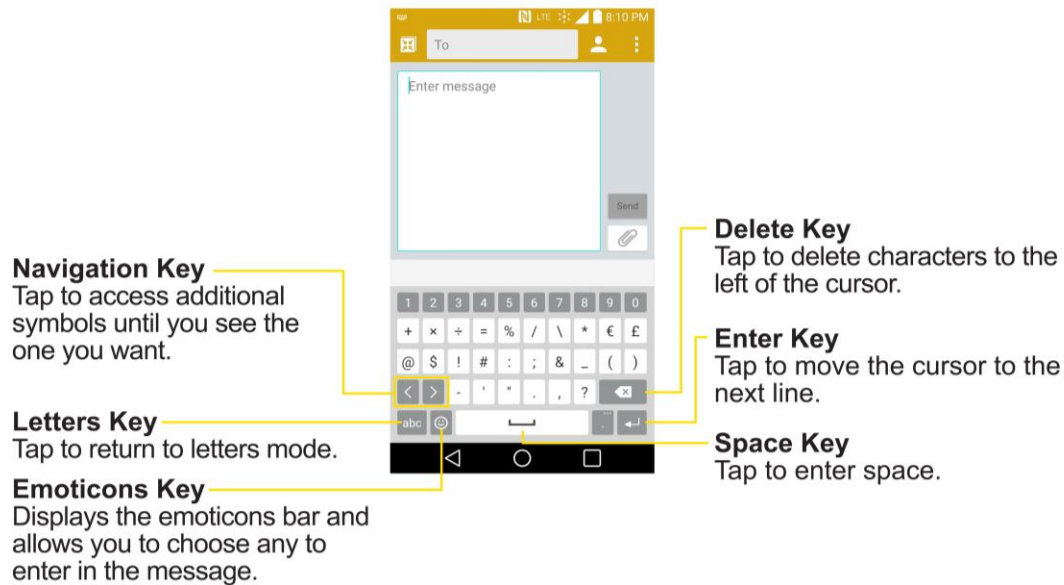 LTE 8:10 PM
To
Enter message
Send
Navigation Key
Tap to access additional
symbols until you see the
one you want.
Letters Key
Tap to return to letters mode.
Emoticons Key
Displays the emoticons bar and
allows you to choose any to
enter in the message.
1 2 3 4 5 6 7 8 9 0
+ × ÷ = % / \ * € £
@ $ ! # : ; & _ ( )
< > - ' " . , ?
abc .
Delete Key
Tap to delete characters to the
left of the cursor.
Enter Key
Tap to move the cursor to the
next line.
Space Key
Tap to enter space.